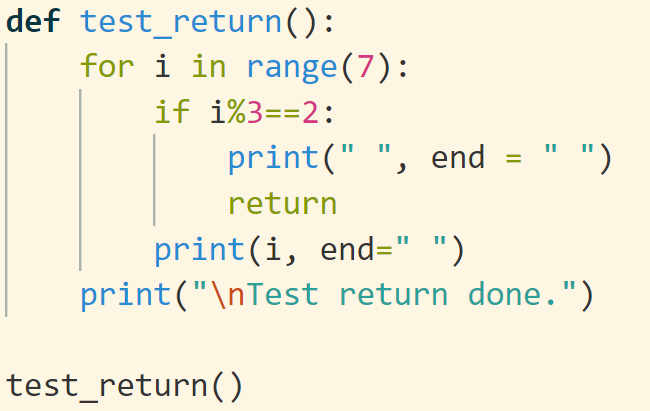 def test_return():
    for i in range(7):
        if i%3==2:
            print(" ", end = " ")
            return
        print(i, end=" ")
    print("\nTest return done.")

test_return()